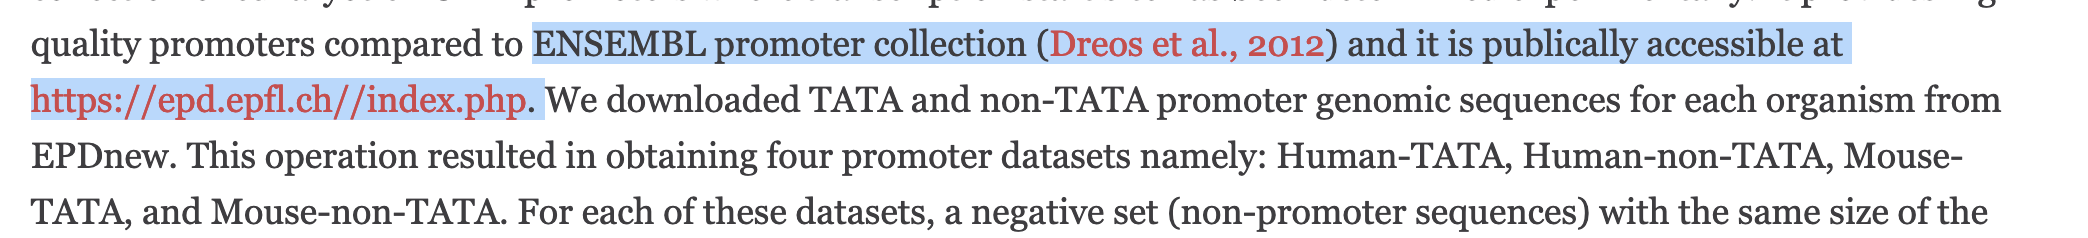 quality promoters compared to ENSEMBL promoter collection (Dreos et al., 2012) and it is publically accessible at
https://epd.epfl.ch//index.php. We downloaded TATA and non-TATA promoter genomic sequences for each organism from
EPDnew. This operation resulted in obtaining four promoter datasets namely: Human-TATA, Human-non-TATA, Mouse-
TATA, and Mouse-non-TATA. For each of these datasets, a negative set (non-promoter sequences) with the same size of the